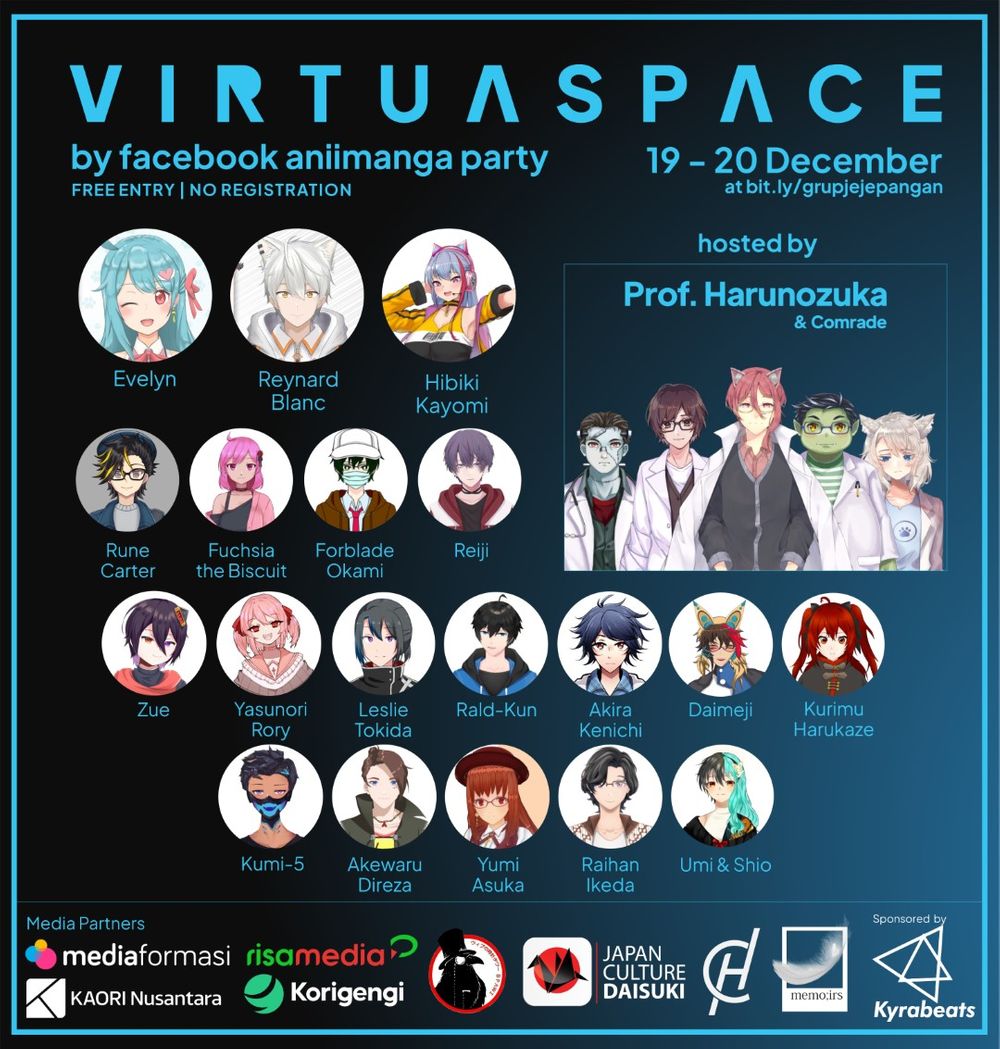 VIRTUASPACE
by facebook aniimanga party
FREE ENTRY | NO REGISTRATION
19 - 20 December
at bit.ly/grupjejepangan
hosted by
Prof. Harunozuka
& Comrade
Evelyn
Reynard
Blanc
Hibiki
Kayomi
Rune
Carter
Fuchsia
the Biscuit
Forblade
Okami
Reiji
Zue
Yasunori
Rory
Leslie
Tokida
Rald-Kun
Akira
Kenichi
Daimeji
Kurimu
Harukaze
Kumi-5
Akewaru
Direza
Yumi
Asuka
Raihan
Ikeda
Umi & Shio
Media Partners
mediaformasi
risamedia
KAORI Nusantara
Korigengi
JAPAN
CULTURE
DAISUKI
memo;irs
Sponsored by
Kyrabeats